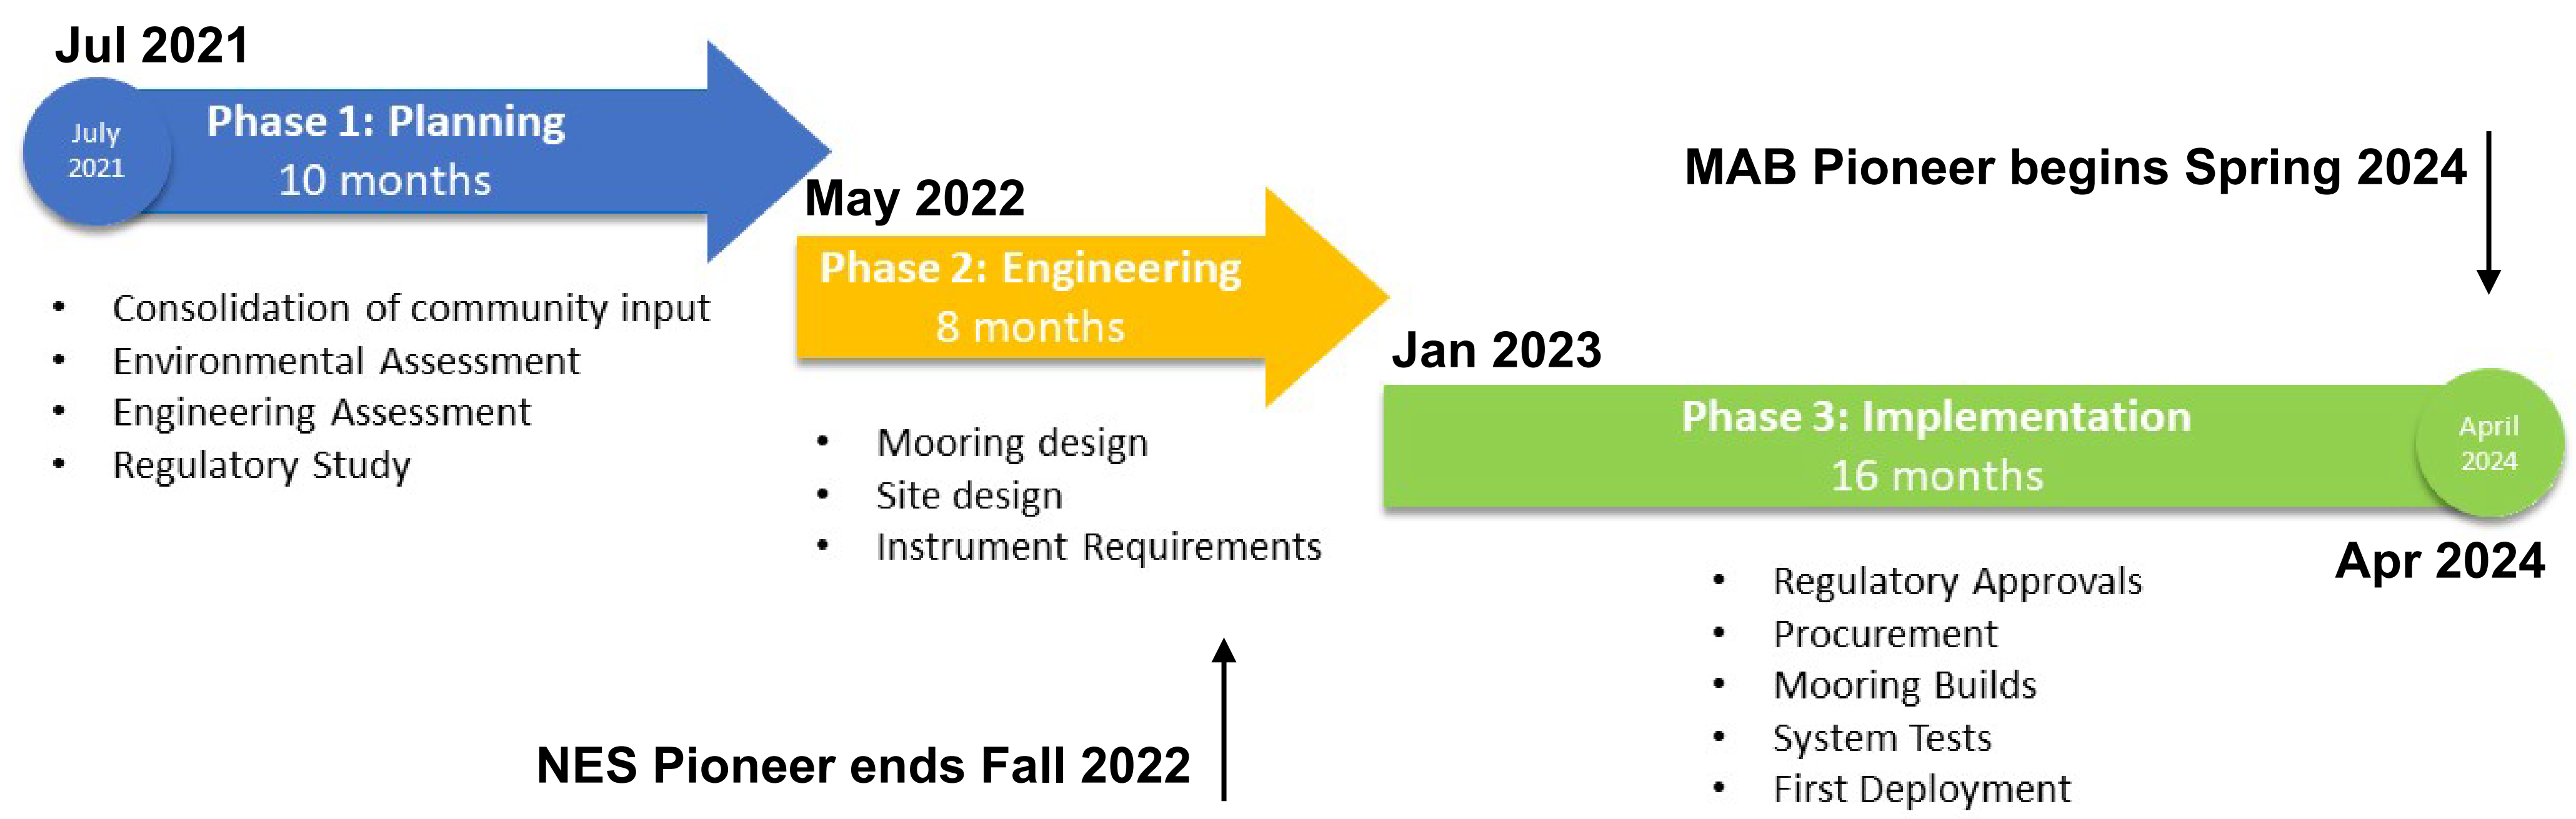 Jul 2021
July
2021
Phase 1: Planning
10 months
• Consolidation of community input
• Environmental Assessment
• Engineering Assessment
• Regulatory Study
May 2022
Phase 2: Engineering
8 months
• Mooring design
• Site design
• Instrument Requirements
NES Pioneer ends Fall 2022
MAB Pioneer begins Spring 2024
Jan 2023
Phase 3: Implementation
16 months
April
2024
Apr 2024
• Regulatory Approvals
• Procurement
• Mooring Builds
• System Tests
• First Deployment